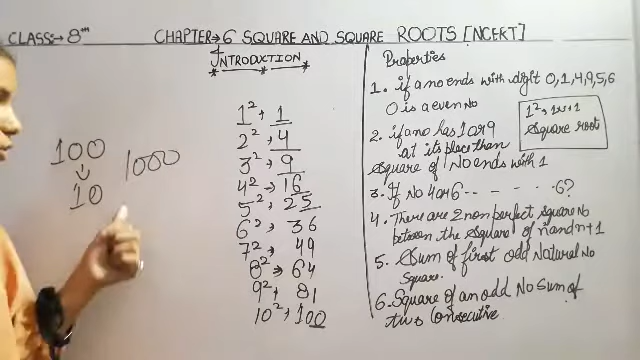 CLASS:- 8th
CHAPTER→ 6 SQUARE AND SQUARE ROOTS [NCERT]
INTRODUCTION
1² → 1
2² → 4
3² → 9
4² → 16
5² → 25
6² → 36
7² → 49
8² → 64
9² → 81
10² → 100
100
↓
10
1000
Properties
1. if a no ends with digit 0,1,4,9,5,6
0 is a even No
2. if a no has 1 or 9
at its place than
Square of 1 No ends with 1
1², 1x1
Square root
3. If No 4 or 6 - - - - - - 6?
4. There are 2 non perfect square No
between the square of n and n+1
5. Sum of first odd Natural No
Square.
6. Square of an odd No Sum of
two Consecutive